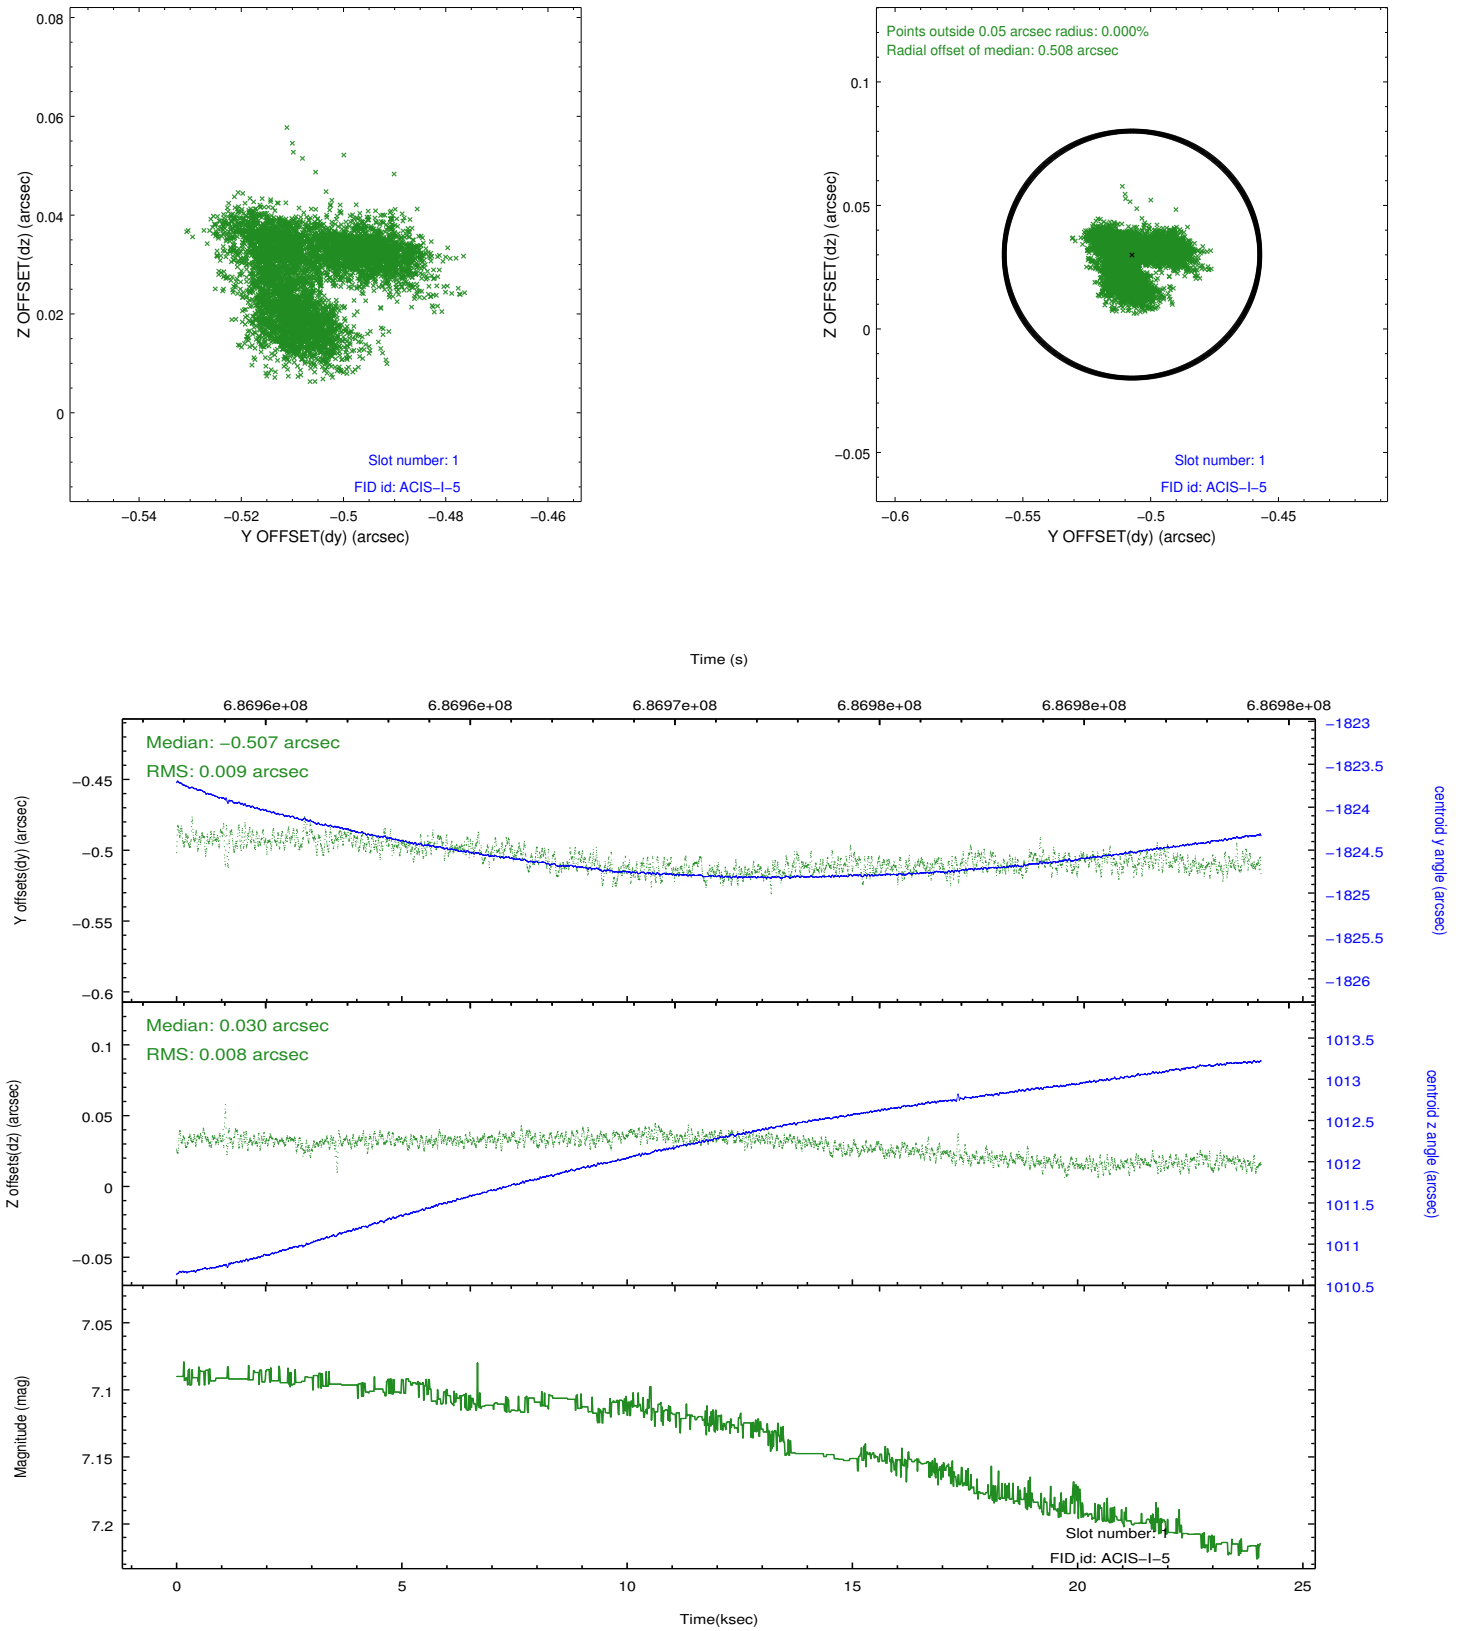 0.08
0.06
0.04
0.02
0
Z OFFSET(dz) (arcsec)
Slot number: 1
FID id: ACIS−I−5
−0.54
−0.52
−0.5
−0.48
−0.46
Y OFFSET(dy) (arcsec)
Points outside 0.05 arcsec radius: 0.000%
Radial offset of median: 0.508 arcsec
0.1
0.05
0
−0.05
Z OFFSET(dz) (arcsec)
Slot number: 1
FID id: ACIS−I−5
−0.6
−0.55
−0.5
−0.45
Y OFFSET(dy) (arcsec)
Time (s)
6.8696e+08
6.8696e+08
6.8697e+08
6.8698e+08
6.8698e+08
6.8698e+08
Median: −0.507 arcsec
RMS: 0.009 arcsec
−0.45
−0.5
−0.55
−0.6
Y offsets(dy) (arcsec)
−1823
−1823.5
−1824
−1824.5
−1825
−1825.5
−1826
centroid y angle (arcsec)
Median: 0.030 arcsec
RMS: 0.008 arcsec
0.1
0.05
0
−0.05
Z offsets(dz) (arcsec)
1013.5
1013
1012.5
1012
1011.5
1011
1010.5
centroid z angle (arcsec)
7.05
7.1
7.15
7.2
Magnitude (mag)
Slot number: 1
FID id: ACIS−I−5
0
5
10
15
20
25
Time(ksec)